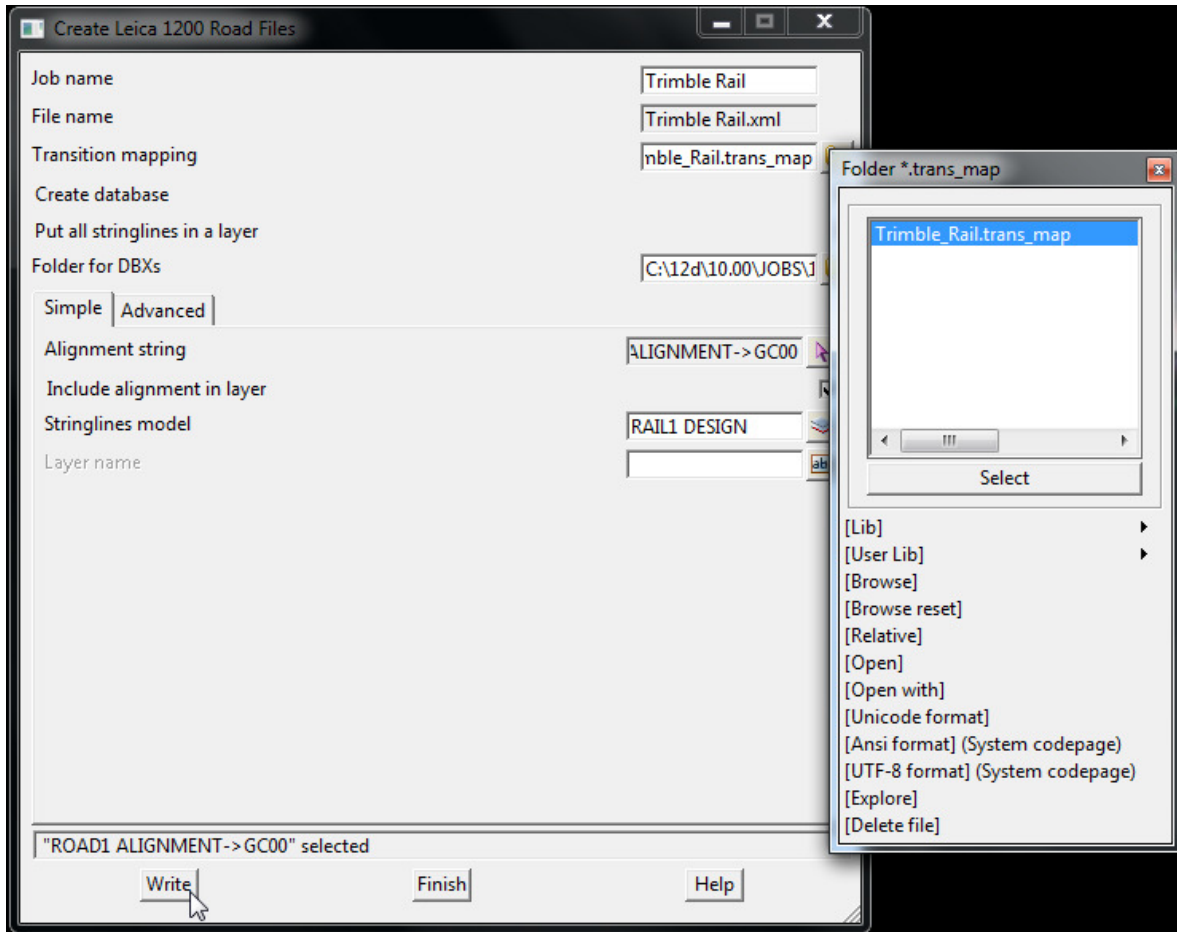 Create Leica 1200 Road Files
Job name
Trimble Rail
File name
Trimble Rail.xml
Transition mapping
nble_Rail.trans_map
Create database
Put all stringlines in a layer
Folder for DBXs
C:\12d\10.00\JOBS\1
Simple
Advanced
Alignment string
ALIGNMENT->GC00
Include alignment in layer
Stringlines model
RAIL1 DESIGN
Layer name
ab
"ROAD1 ALIGNMENT->GC00" selected
Write
Finish
Help
Folder *.trans_map
Trimble_Rail.trans_map
Select
[Lib]
[User Lib]
[Browse]
[Browse reset]
[Relative]
[Open]
[Open with]
[Unicode format]
[Ansi format] (System codepage)
[UTF-8 format] (System codepage)
[Explore]
[Delete file]